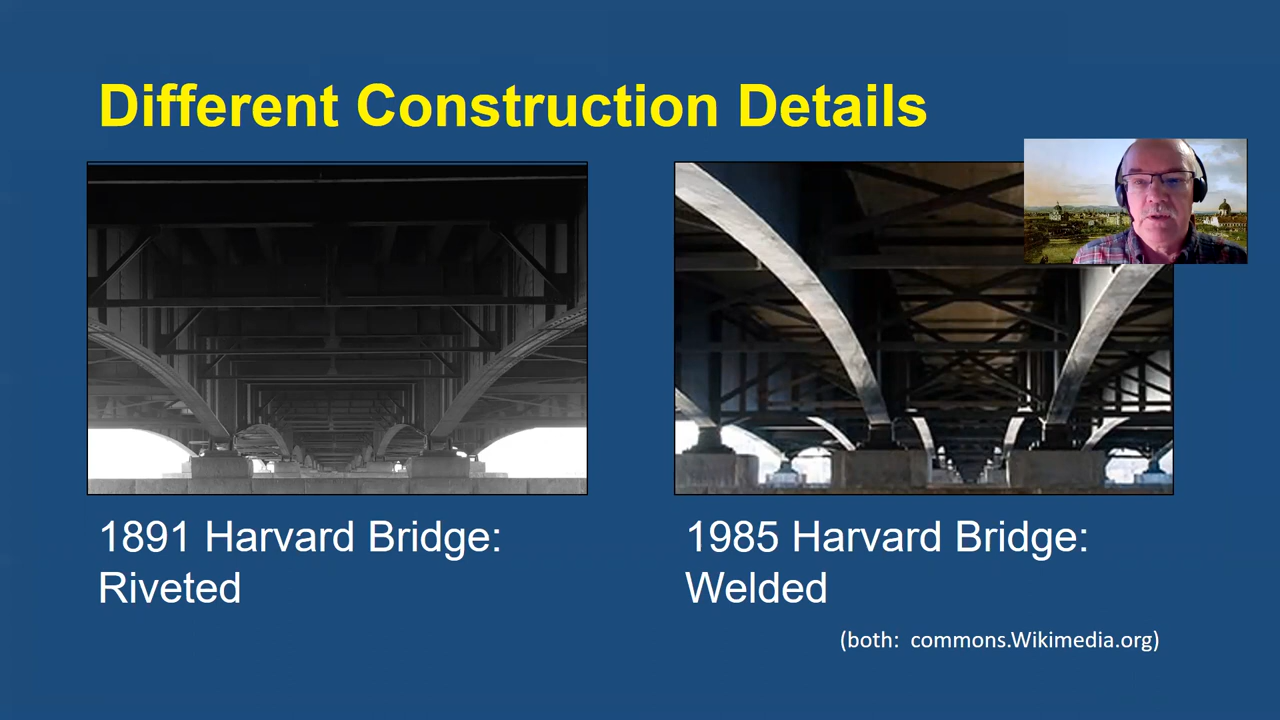 Different Construction Details
1891 Harvard Bridge:
Riveted
1985 Harvard Bridge:
Welded
(both:  commons.Wikimedia.org)